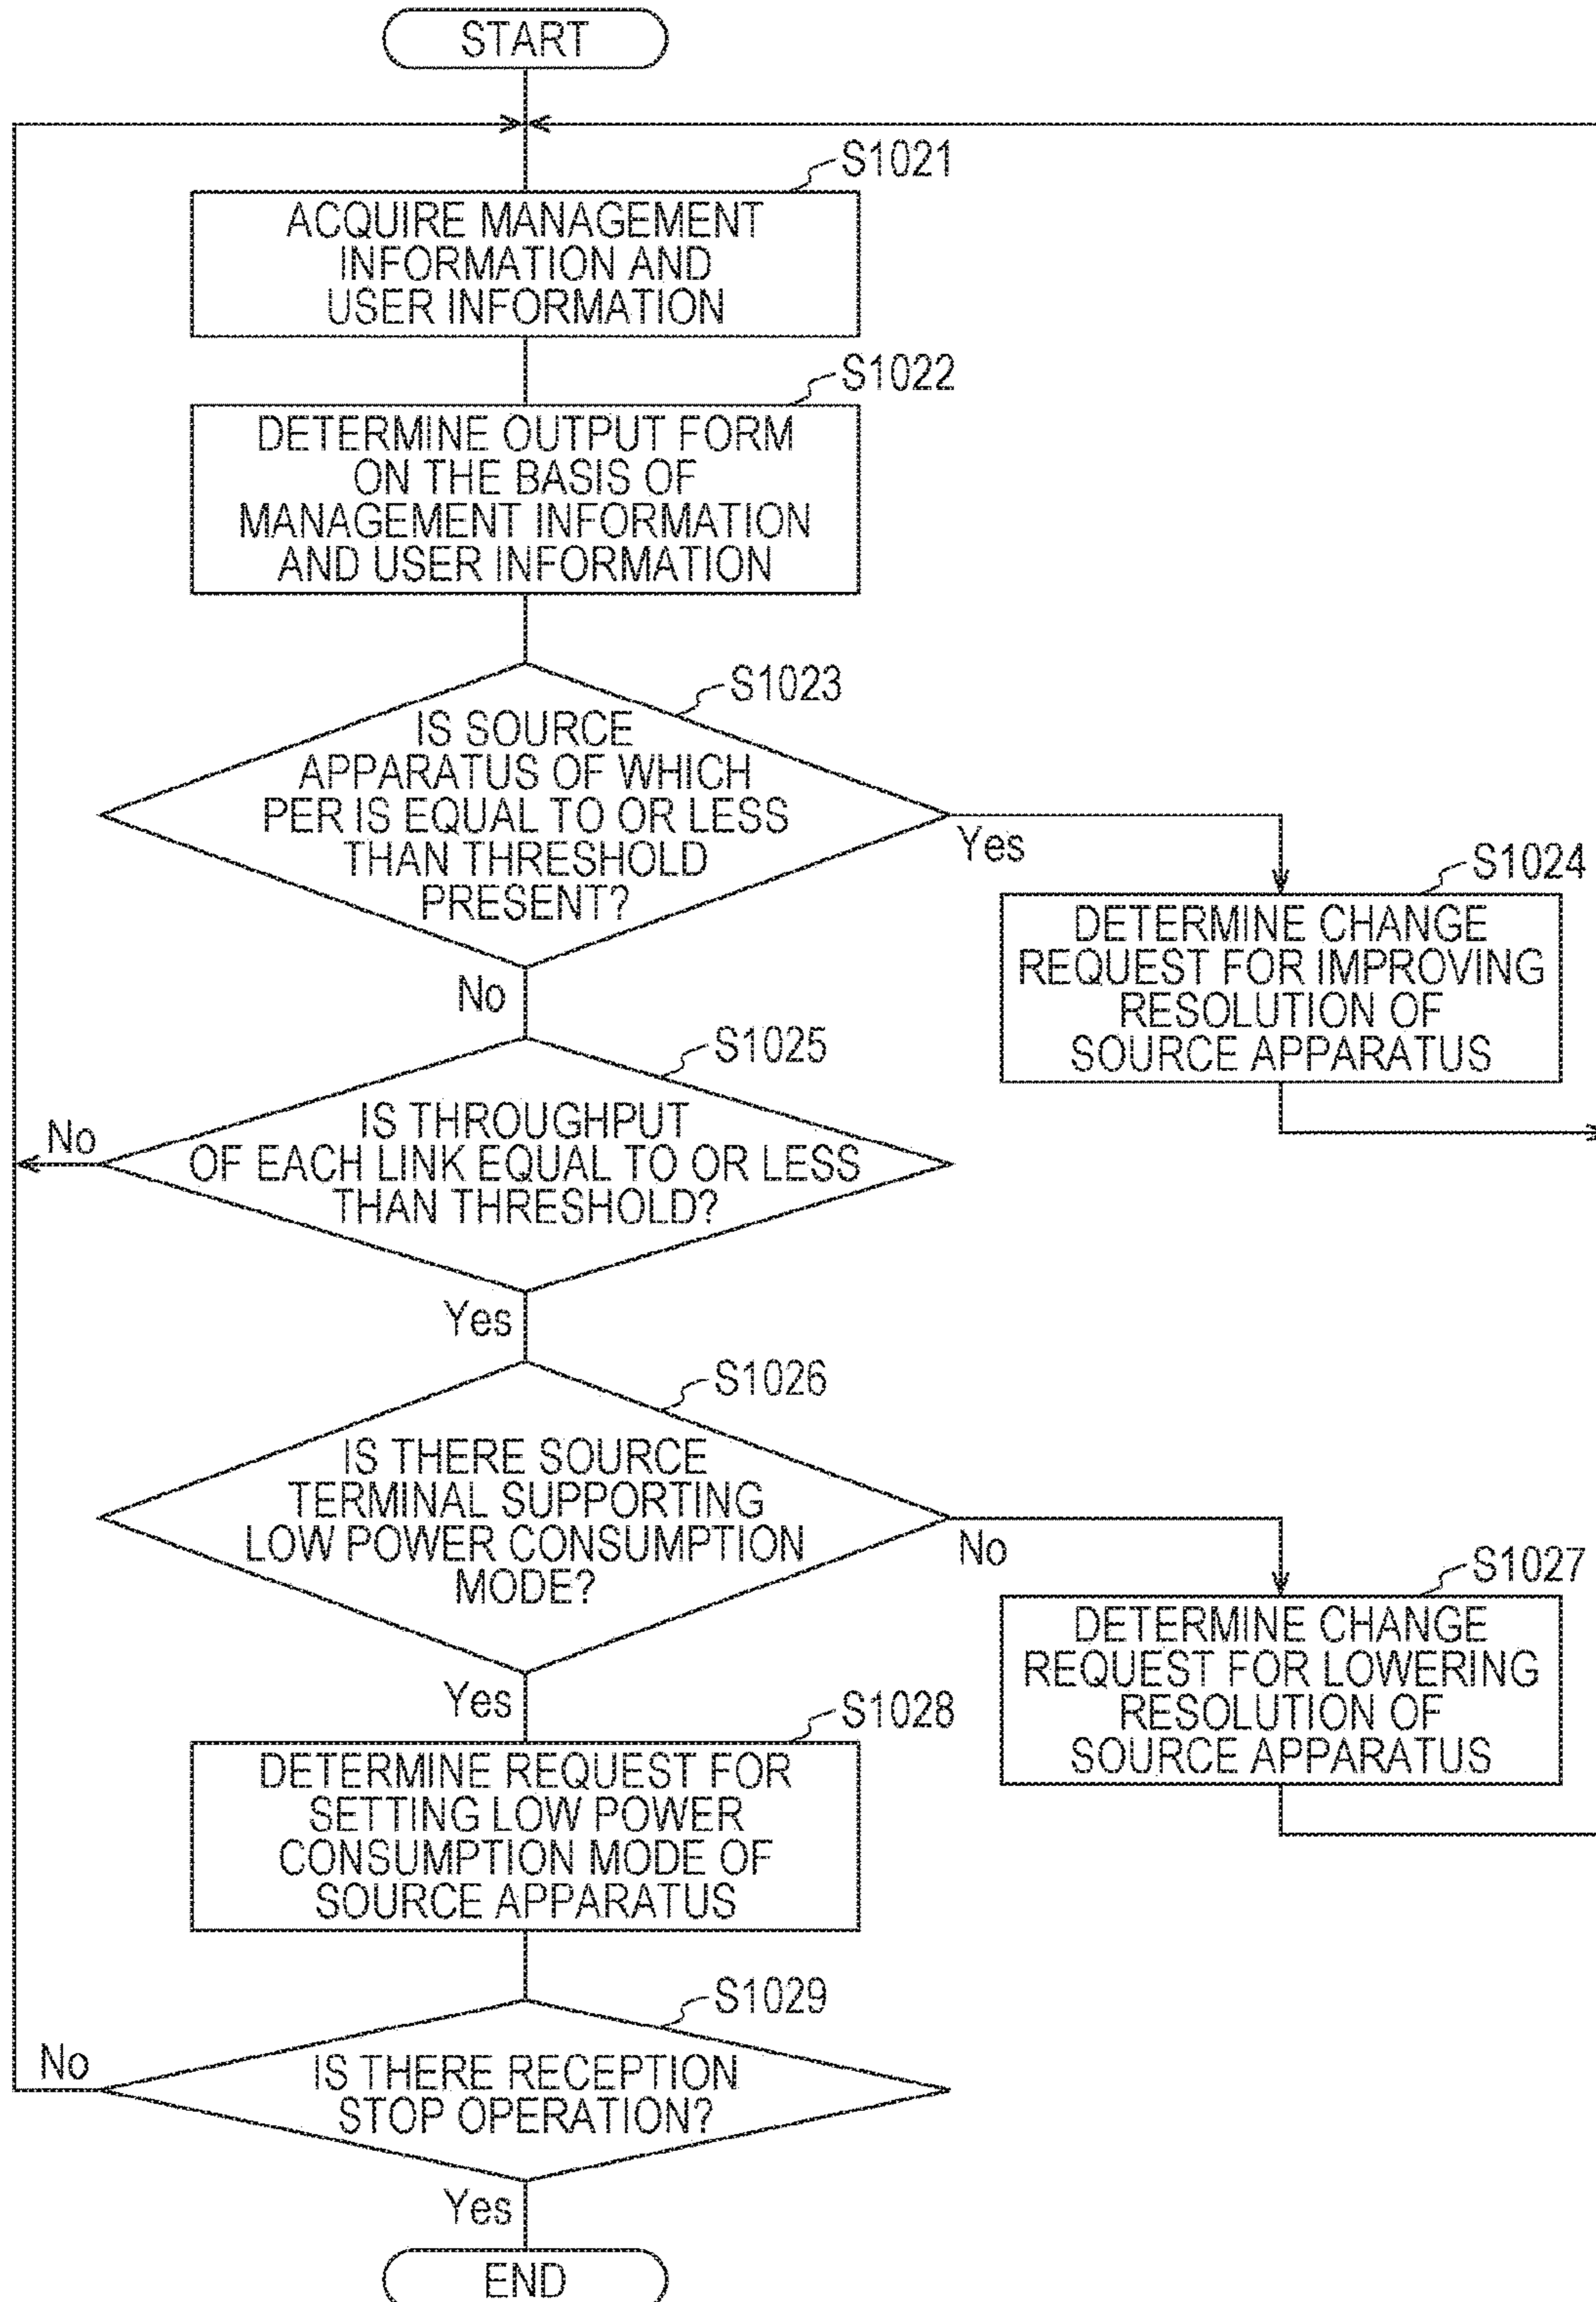 START
S1021
ACQUIRE MANAGEMENT
INFORMATION AND
USER INFORMATION
S1022
DETERMINE OUTPUT FORM
ON THE BASIS OF
MANAGEMENT INFORMATION
AND USER INFORMATION
S1023
IS SOURCE
APPARATUS OF WHICH
PER IS EQUAL TO OR LESS
THAN THRESHOLD
PRESENT?
Yes
S1024
DETERMINE CHANGE
REQUEST FOR IMPROVING
RESOLUTION OF
SOURCE APPARATUS
No
S1025
IS THROUGHPUT
OF EACH LINK EQUAL TO OR LESS
THAN THRESHOLD?
No
Yes
S1026
IS THERE SOURCE
TERMINAL SUPPORTING
LOW POWER CONSUMPTION
MODE?
No
S1027
DETERMINE CHANGE
REQUEST FOR LOWERING
RESOLUTION OF
SOURCE APPARATUS
Yes
S1028
DETERMINE REQUEST FOR
SETTING LOW POWER
CONSUMPTION MODE OF
SOURCE APPARATUS
S1029
IS THERE RECEPTION
STOP OPERATION?
No
Yes
END